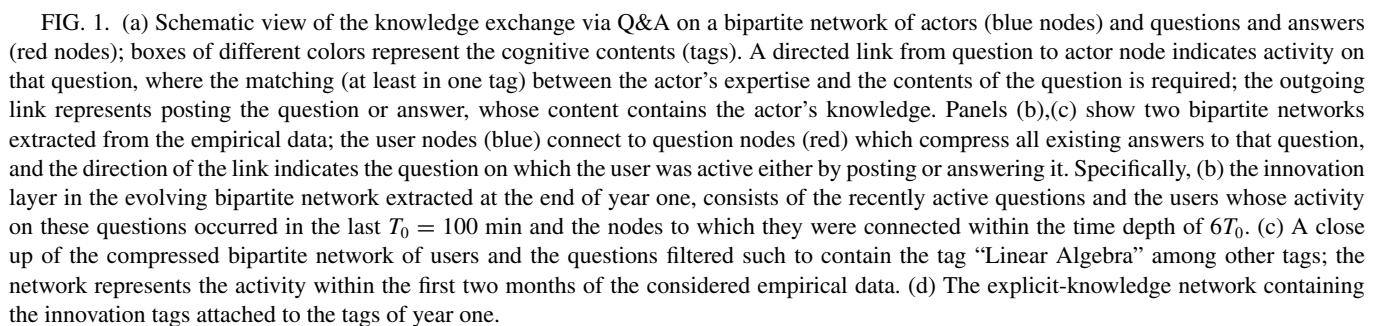 FIG. 1. (a) Schematic view of the knowledge exchange via Q&A on a bipartite network of actors (blue nodes) and questions and answers
(red nodes); boxes of different colors represent the cognitive contents (tags). A directed link from question to actor node indicates activity on
that question, where the matching (at least in one tag) between the actor's expertise and the contents of the question is required; the outgoing
link represents posting the question or answer, whose content contains the actor's knowledge. Panels (b),(c) show two bipartite networks
extracted from the empirical data; the user nodes (blue) connect to question nodes (red) which compress all existing answers to that question,
and the direction of the link indicates the question on which the user was active either by posting or answering it. Specifically, (b) the innovation
layer in the evolving bipartite network extracted at the end of year one, consists of the recently active questions and the users whose activity
on these questions occurred in the last T₀ = 100 min and the nodes to which they were connected within the time depth of 6T₀. (c) A close
up of the compressed bipartite network of users and the questions filtered such to contain the tag “Linear Algebra” among other tags; the
network represents the activity within the first two months of the considered empirical data. (d) The explicit-knowledge network containing
the innovation tags attached to the tags of year one.